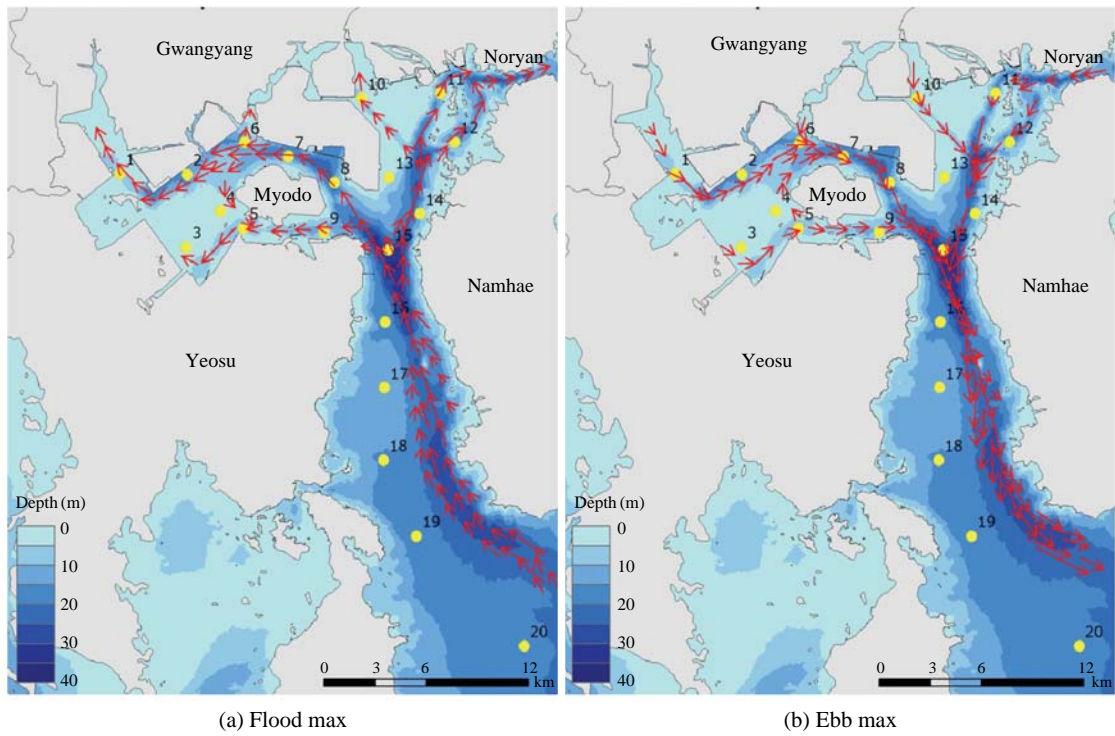 Gwangyang
Noryan
10
11
12
6
7
1
2
8
13
4
Myodo
14
5
9
3
15
Namhae
16
Yeosu
17
18
Depth (m)
0
19
10
20
30
20
40
0 3 6 12
km
(a) Flood max
Gwangyang
Noryan
10
11
12
6
7
1
2
8
13
4
Myodo
14
5
9
3
15
Namhae
16
Yeosu
17
18
Depth (m)
0
19
10
20
30
20
40
0 3 6 12
km
(b) Ebb max